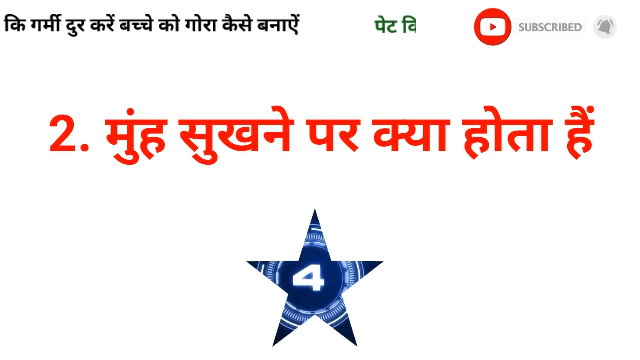 कि गर्मी दुर करें बच्चे को गोरा कैसे बनाऐं
पेट वि
SUBSCRIBED
2. मुंह सुखने पर क्या होता हैं
4